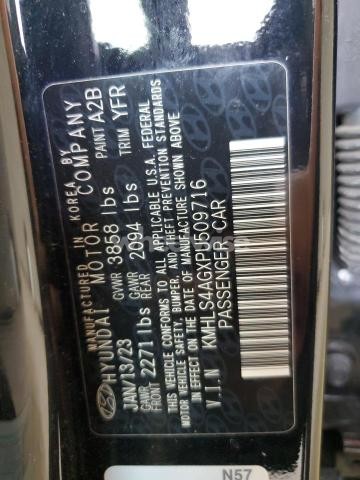 MANUFACTURED IN KOREA BY
HYUNDAI MOTOR COMPANY
JAN/13/23 GVWR 3858 lbs PAINT A2B
GAWR 2271 lbs GAWR REAR 2094 lbs TRIM YFR
THIS VEHICLE CONFORMS TO ALL APPLICABLE U.S.A. FEDERAL
MOTOR VEHICLE SAFETY, BUMPER, AND THEFT PREVENTION
STANDARDS IN EFFECT ON THE DATE OF MANUFACTURE SHOWN ABOVE
V.I.N KMHLS4AGXPU509716
PASSENGER CAR
N57